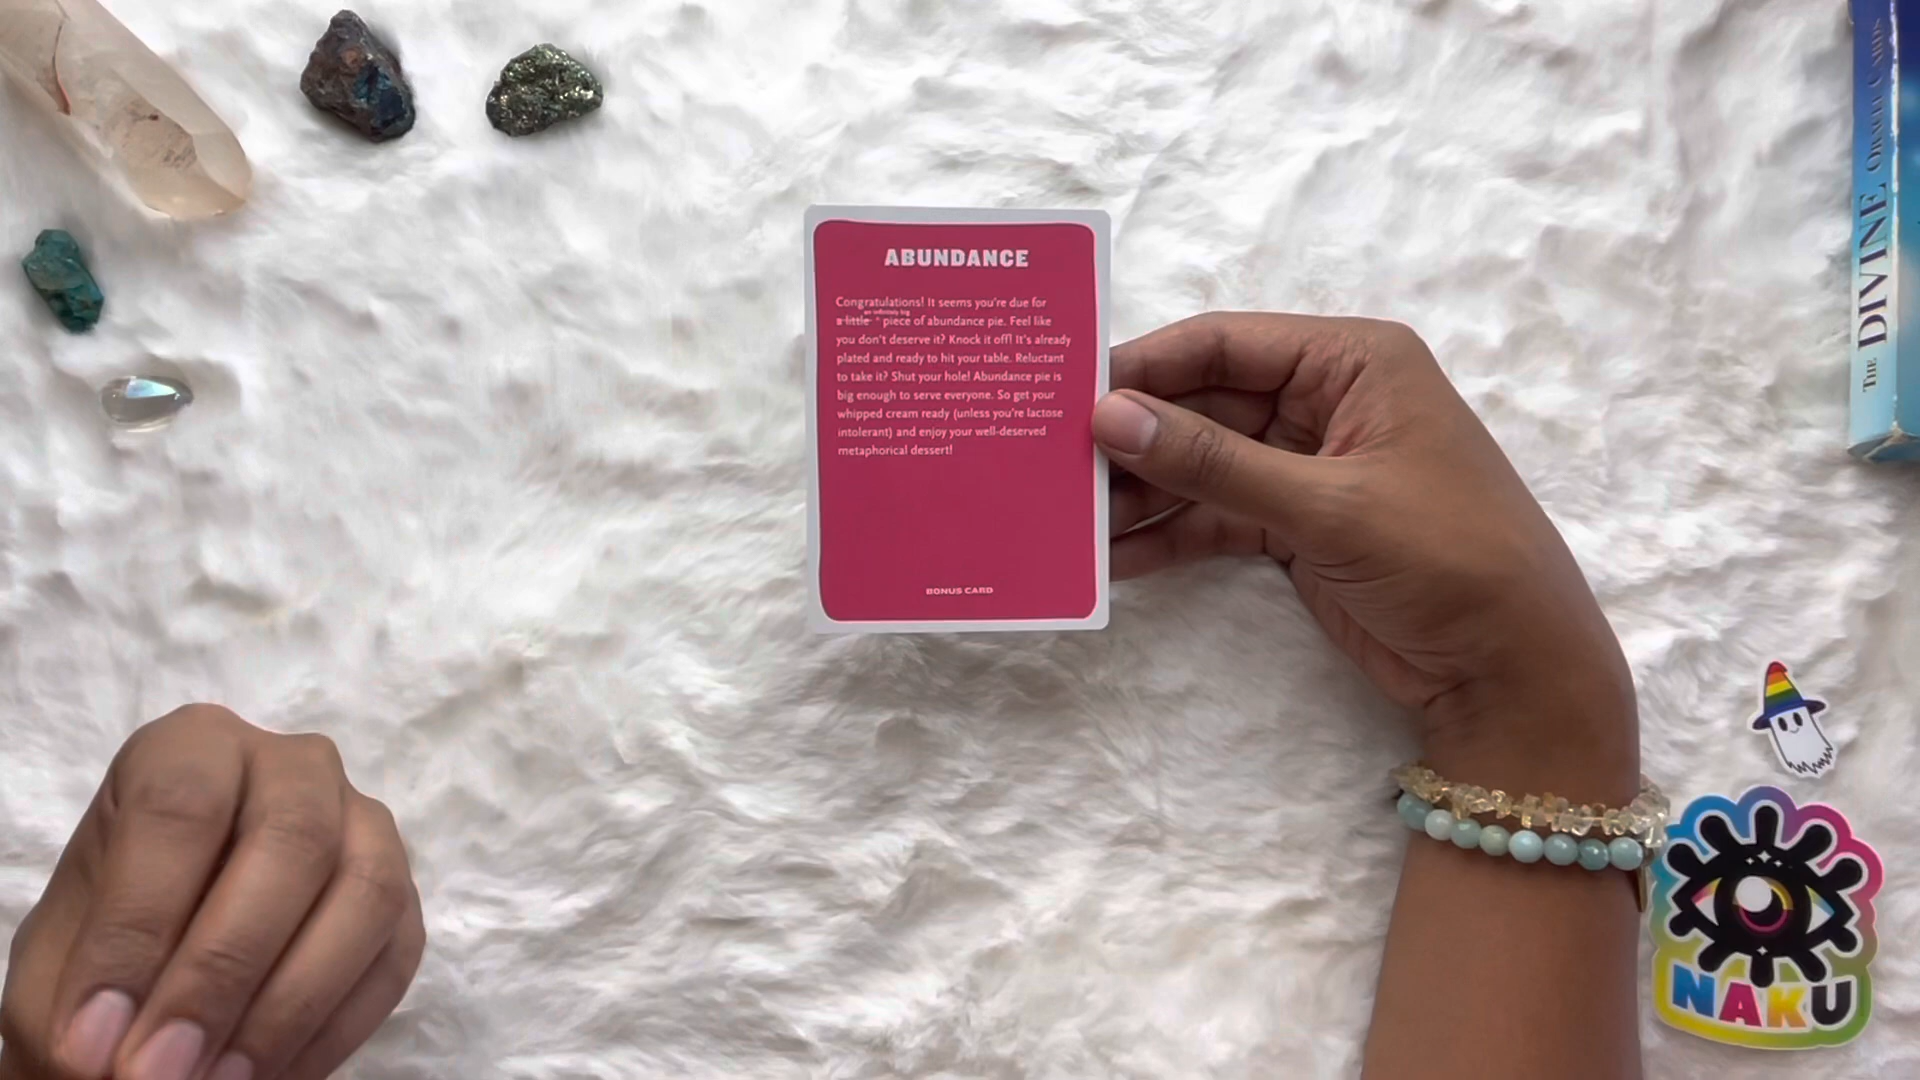 ABUNDANCE
Congratulations! It seems you're due for
an infinitely big
a little ^ piece of abundance pie. Feel like
you don't deserve it? Knock it off! It's already
plated and ready to hit your table. Reluctant
to take it? Shut your hole! Abundance pie is
big enough to serve everyone. So get your
whipped cream ready (unless you're lactose
intolerant) and enjoy your well-deserved
metaphorical dessert!
BONUS CARD
THE DIVINE ORACLE CARDS
NAKU